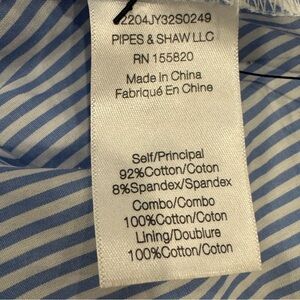 2204JY32S0249
PIPES & SHAW LLC
RN 155820
Made in China
Fabriqué En Chine
Self/Principal
92%Cotton/Coton
8%Spandex/Spandex
Combo/Combo
100%Cotton/Coton
Lining/Doublure
100%Cotton/Coton